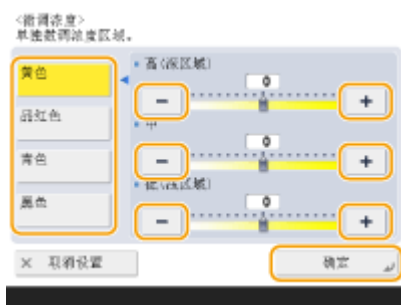 <微调浓度>
单独微调浓度区域。
黄色
品红色
青色
黑色
高(深区域)
0
−
+
中
0
−
+
低(浅区域)
0
−
+
× 取消设置
确定